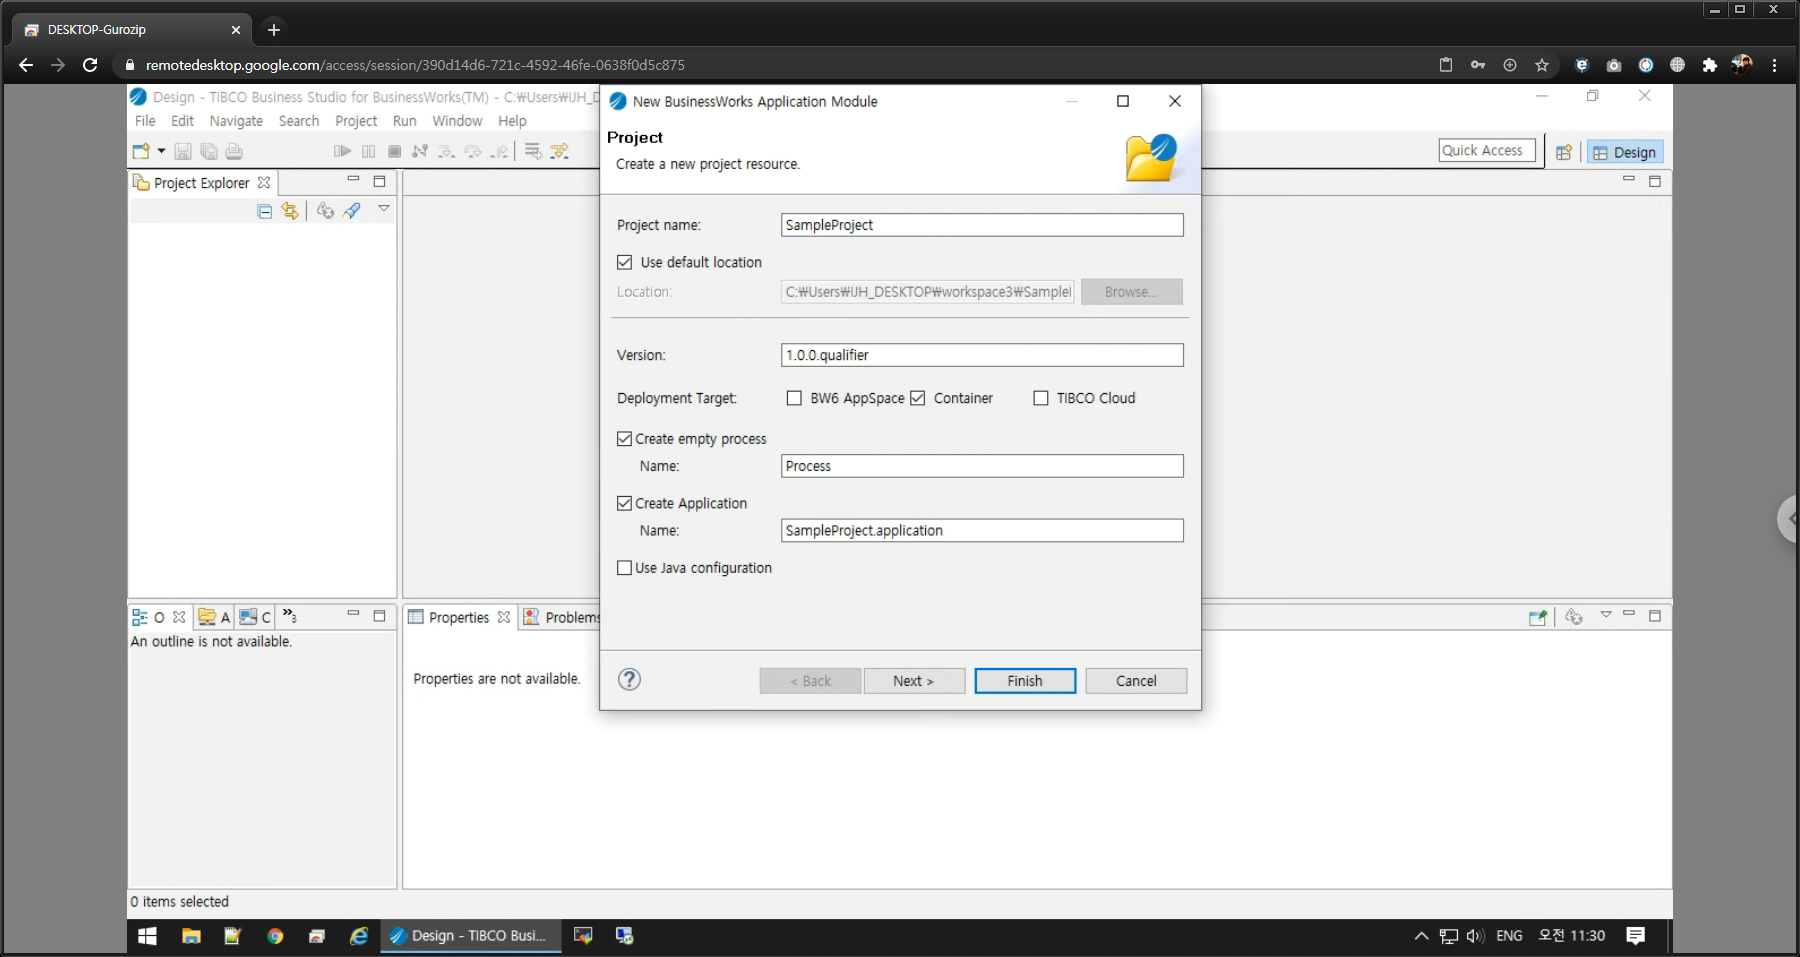 DESKTOP-Gurozip
remotedesktop.google.com/access/session/390d14d6-721c-4592-46fe-0638f0d5c875
Design - TIBCO Business Studio for BusinessWorks(TM) - C:₩Users₩IJH_D
File Edit Navigate Search Project Run Window Help
Quick Access
Design
Project Explorer
New BusinessWorks Application Module
Project
Create a new project resource.
Project name: SampleProject
Use default location
Location: C:₩Users₩IJH_DESKTOP₩workspace3₩Samplel Browse...
Version: 1.0.0.qualifier
Deployment Target: BW6 AppSpace Container TIBCO Cloud
Create empty process
Name: Process
Create Application
Name: SampleProject.application
Use Java configuration
< Back Next > Finish Cancel
O A C »3
An outline is not available.
Properties Problems
Properties are not available.
0 items selected
Design - TIBCO Busi...
ENG 오전 11:30